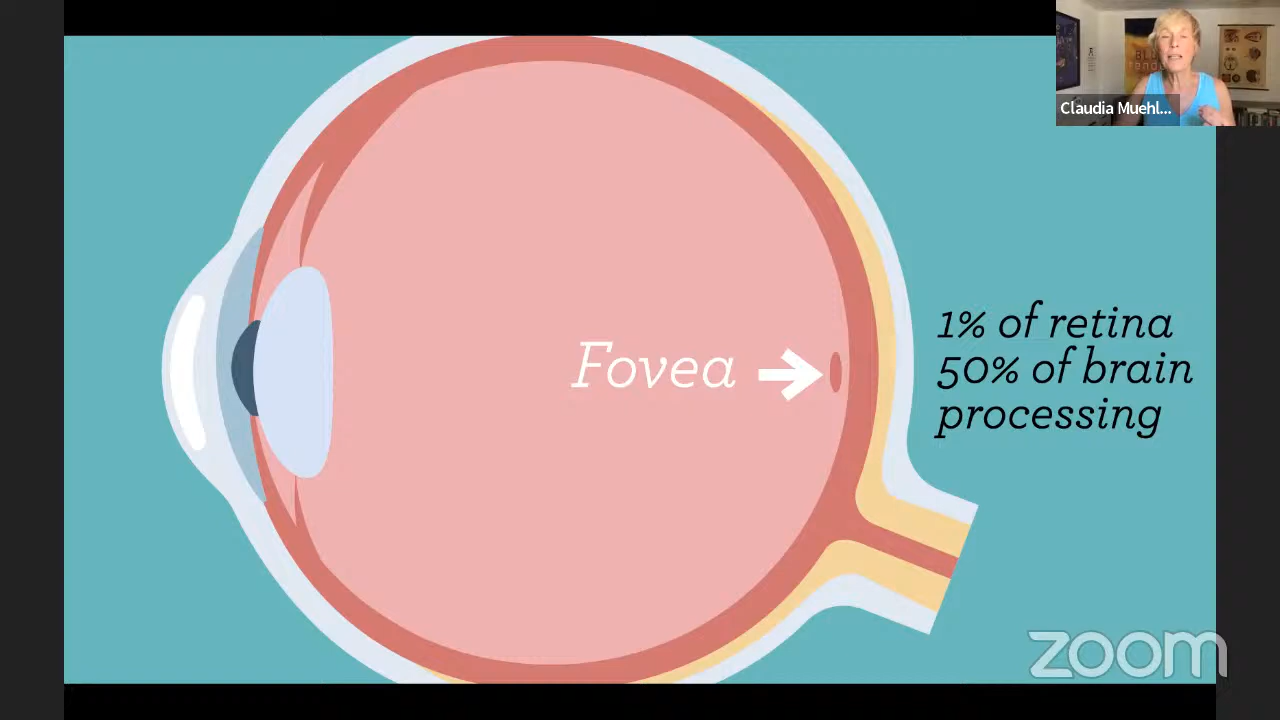 Claudia Muehl...
Fovea
1% of retina
50% of brain
processing
zoom